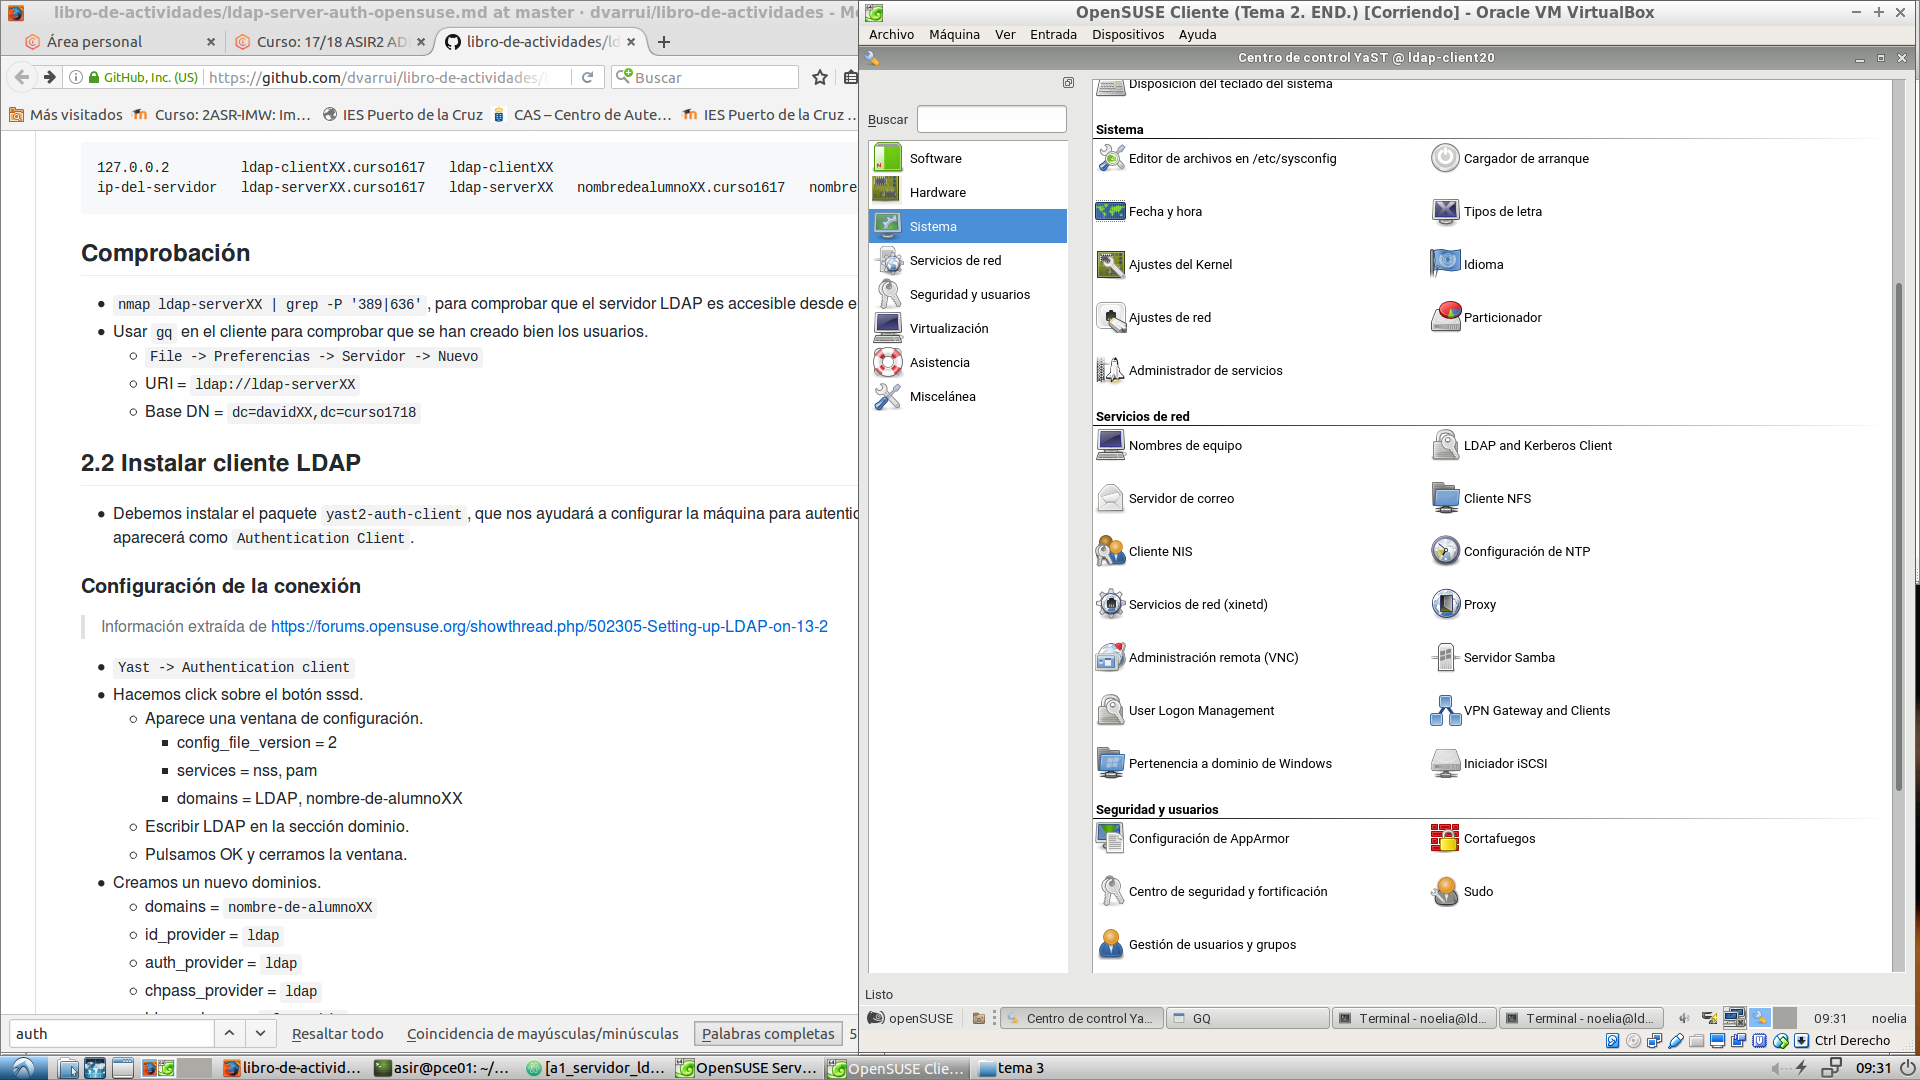 libro-de-actividades/ldap-server-auth-opensuse.md at master · dvarrui/libro-de-actividades - Mo
Área personal
Curso: 17/18 ASIR2 AD
libro-de-actividades/ld
GitHub, Inc. (US)
https://github.com/dvarrui/libro-de-actividades/
Buscar
Más visitados
Curso: 2ASR-IMW: Im...
IES Puerto de la Cruz
CAS – Centro de Aute...
IES Puerto de la Cruz ...
127.0.0.2 ldap-clientXX.curso1617 ldap-clientXX
ip-del-servidor ldap-serverXX.curso1617 ldap-serverXX nombredealumnoXX.curso1617 nombre
Comprobación
nmap ldap-serverXX | grep -P '389|636' , para comprobar que el servidor LDAP es accesible desde e
Usar gq en el cliente para comprobar que se han creado bien los usuarios.
File -> Preferencias -> Servidor -> Nuevo
URI = ldap://ldap-serverXX
Base DN = dc=davidXX,dc=curso1718
2.2 Instalar cliente LDAP
Debemos instalar el paquete yast2-auth-client , que nos ayudará a configurar la máquina para autentic
aparecerá como Authentication Client .
Configuración de la conexión
Información extraída de https://forums.opensuse.org/showthread.php/502305-Setting-up-LDAP-on-13-2
Yast -> Authentication client
Hacemos click sobre el botón sssd.
Aparece una ventana de configuración.
config_file_version = 2
services = nss, pam
domains = LDAP, nombre-de-alumnoXX
Escribir LDAP en la sección dominio.
Pulsamos OK y cerramos la ventana.
Creamos un nuevo dominios.
domains = nombre-de-alumnoXX
id_provider = ldap
auth_provider = ldap
chpass_provider = ldap
auth
Resaltar todo
Coincidencia de mayúsculas/minúsculas
Palabras completas
5
OpenSUSE Cliente (Tema 2. END.) [Corriendo] - Oracle VM VirtualBox
Archivo Máquina Ver Entrada Dispositivos Ayuda
Centro de control YaST @ ldap-client20
Buscar
Software
Hardware
Sistema
Servicios de red
Seguridad y usuarios
Virtualización
Asistencia
Miscelánea
Disposición del teclado del sistema
Sistema
Editor de archivos en /etc/sysconfig
Cargador de arranque
Fecha y hora
Tipos de letra
Ajustes del Kernel
Idioma
Ajustes de red
Particionador
Administrador de servicios
Servicios de red
Nombres de equipo
LDAP and Kerberos Client
Servidor de correo
Cliente NFS
Cliente NIS
Configuración de NTP
Servicios de red (xinetd)
Proxy
Administración remota (VNC)
Servidor Samba
User Logon Management
VPN Gateway and Clients
Pertenencia a dominio de Windows
Iniciador iSCSI
Seguridad y usuarios
Configuración de AppArmor
Cortafuegos
Centro de seguridad y fortificación
Sudo
Gestión de usuarios y grupos
Listo
openSUSE
Centro de control Ya...
GQ
Terminal - noelia@ld...
Terminal - noelia@ld...
09:31
noelia
Ctrl Derecho
libro-de-activid...
asir@pce01: ~/...
[a1_servidor_ld...
OpenSUSE Serv...
OpenSUSE Clie...
tema 3
09:31